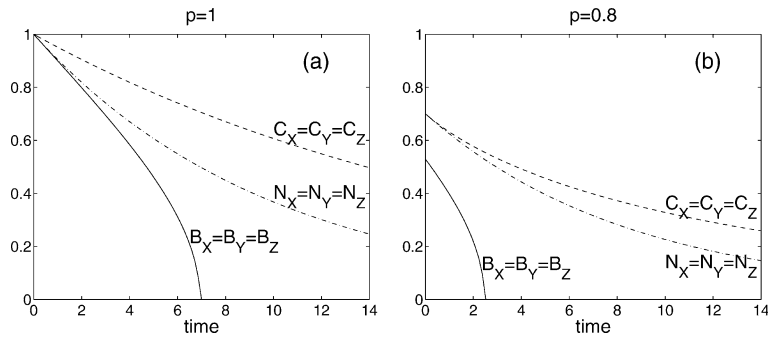 p=1
1
0.8
0.6
0.4
0.2
0
0 2 4 6 8 10 12 14
time
(a)
C_X=C_Y=C_Z
N_X=N_Y=N_Z
B_X=B_Y=B_Z
p=0.8
1
0.8
0.6
0.4
0.2
0
0 2 4 6 8 10 12 14
time
(b)
C_X=C_Y=C_Z
N_X=N_Y=N_Z
B_X=B_Y=B_Z